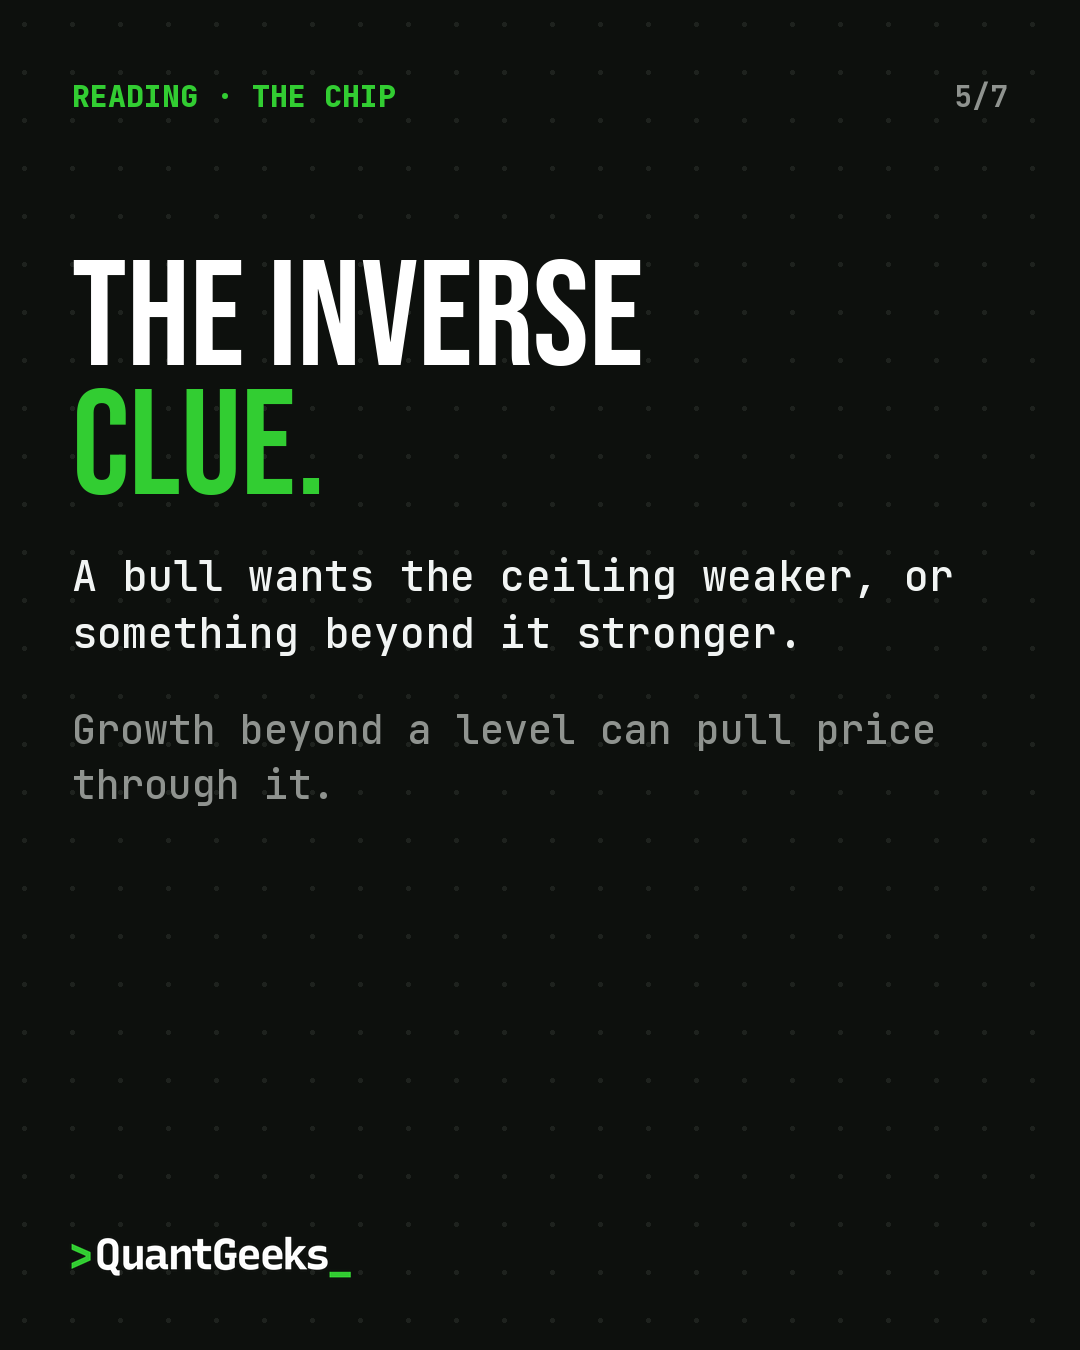 READING · THE CHIP
5/7
THE INVERSE
CLUE.
A bull wants the ceiling weaker, or
something beyond it stronger.
Growth beyond a level can pull price
through it.
>QuantGeeks_